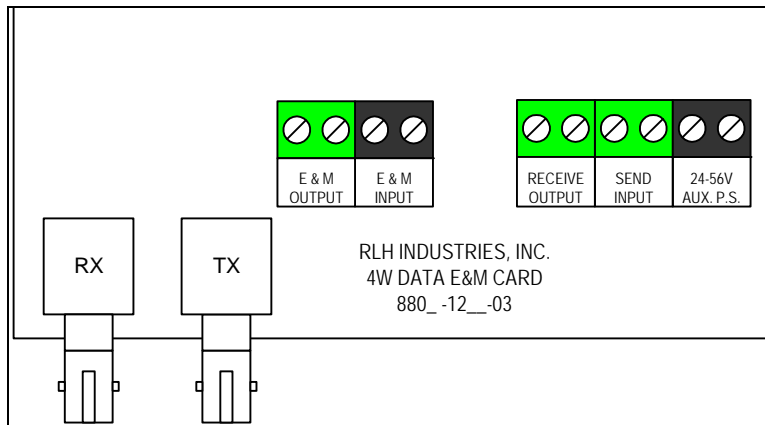 E & M
OUTPUT
E & M
INPUT
RECEIVE
OUTPUT
SEND
INPUT
24-56V
AUX. P.S.
RX
TX
RLH INDUSTRIES, INC.
4W DATA E&M CARD
880_ -12__-03